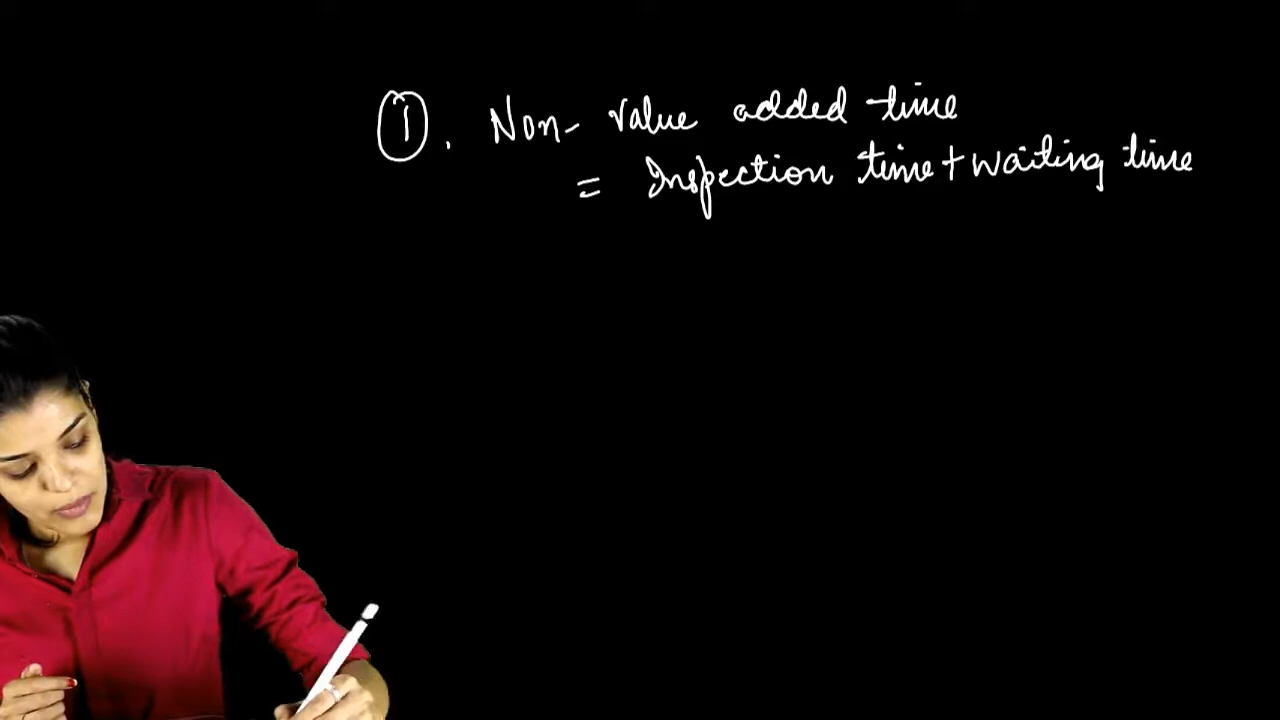 ①. Non-value added time
= Inspection time + waiting time